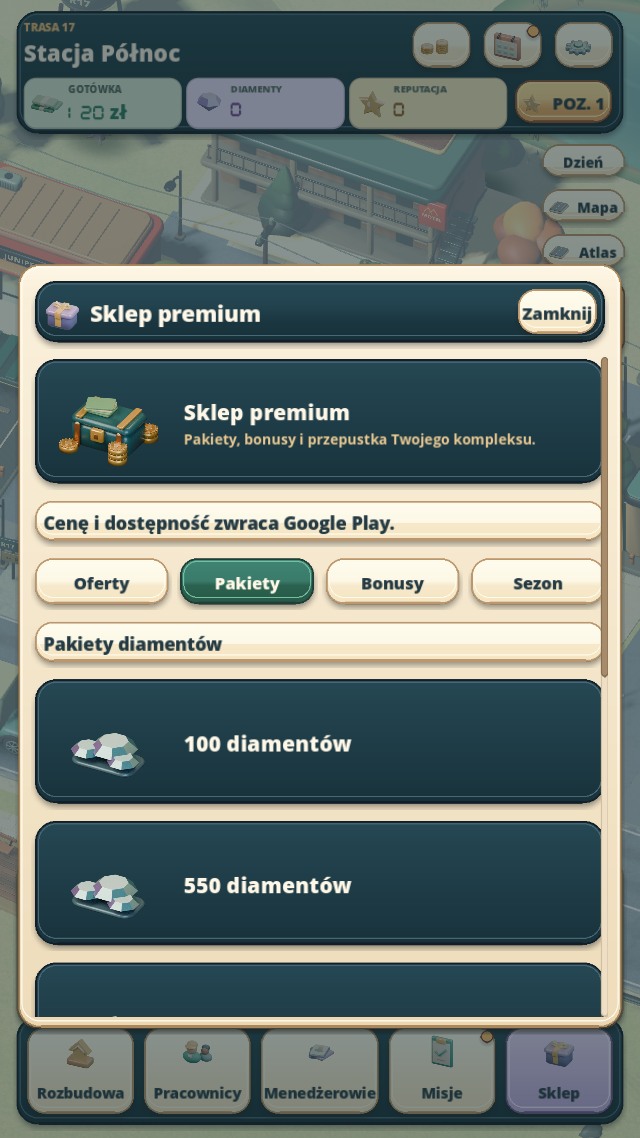 TRASA 17
Stacja Północ
GOTÓWKA
120 zł
DIAMENTY
0
REPUTACJA
0
POZ. 1
Dzień
Mapa
Atlas
Sklep premium
Zamknij
Sklep premium
Pakiety, bonusy i przepustka Twojego kompleksu.
Cenę i dostępność zwraca Google Play.
Oferty
Pakiety
Bonusy
Sezon
Pakiety diamentów
100 diamentów
550 diamentów
Rozbudowa
Pracownicy
Menedżerowie
Misje
Sklep